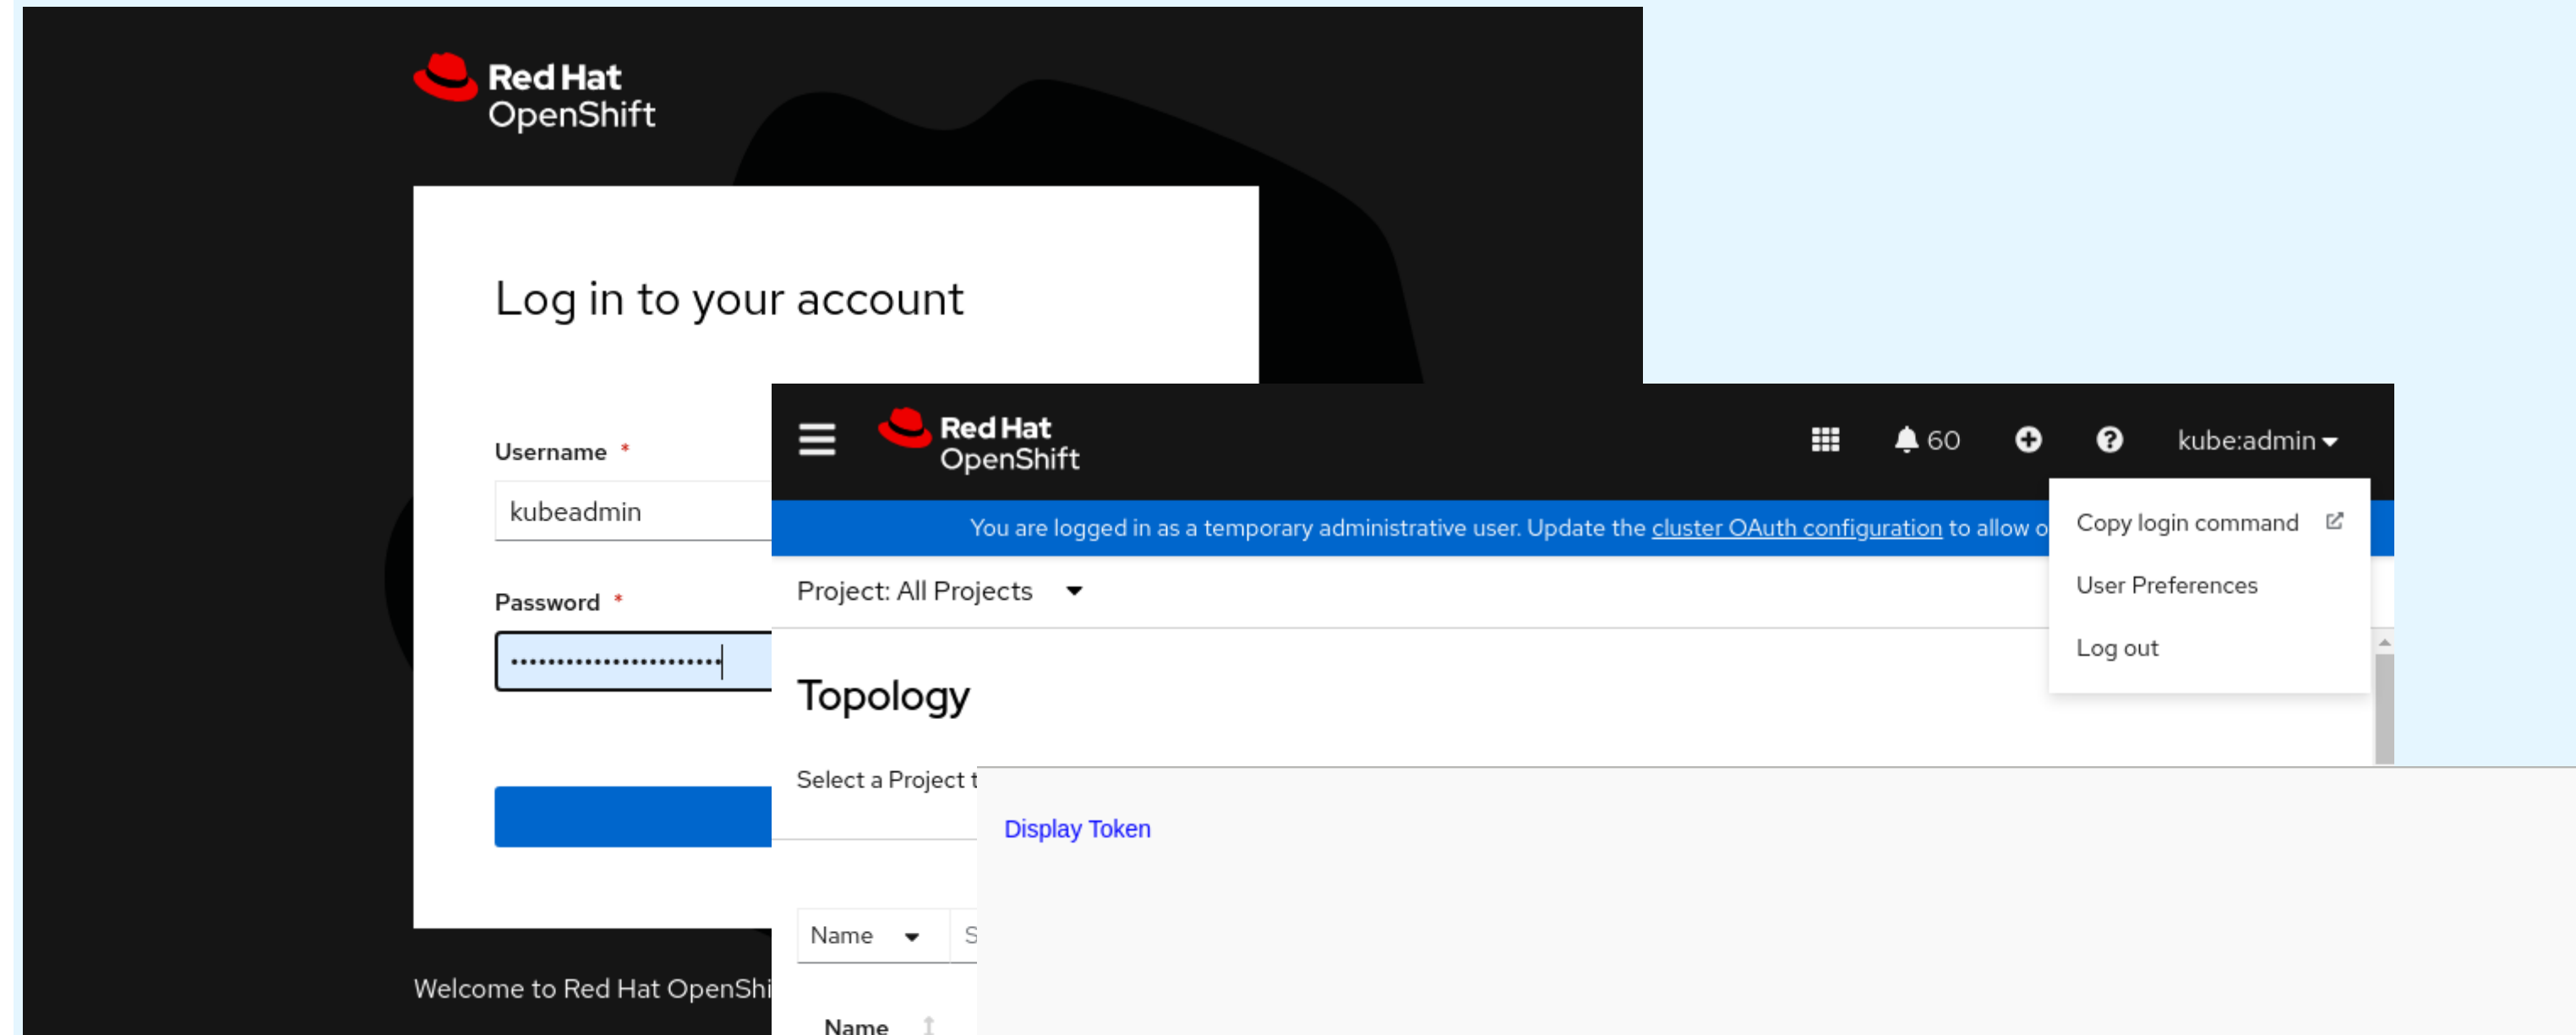 Red Hat
OpenShift
Log in to your account
Username *
kubeadmin
Password *
Welcome to Red Hat OpenShi
Red Hat
OpenShift
60
kube:admin
You are logged in as a temporary administrative user. Update the cluster OAuth configuration to allow o
Copy login command
User Preferences
Log out
Project: All Projects
Topology
Select a Project t
Name
S
Name
Display Token